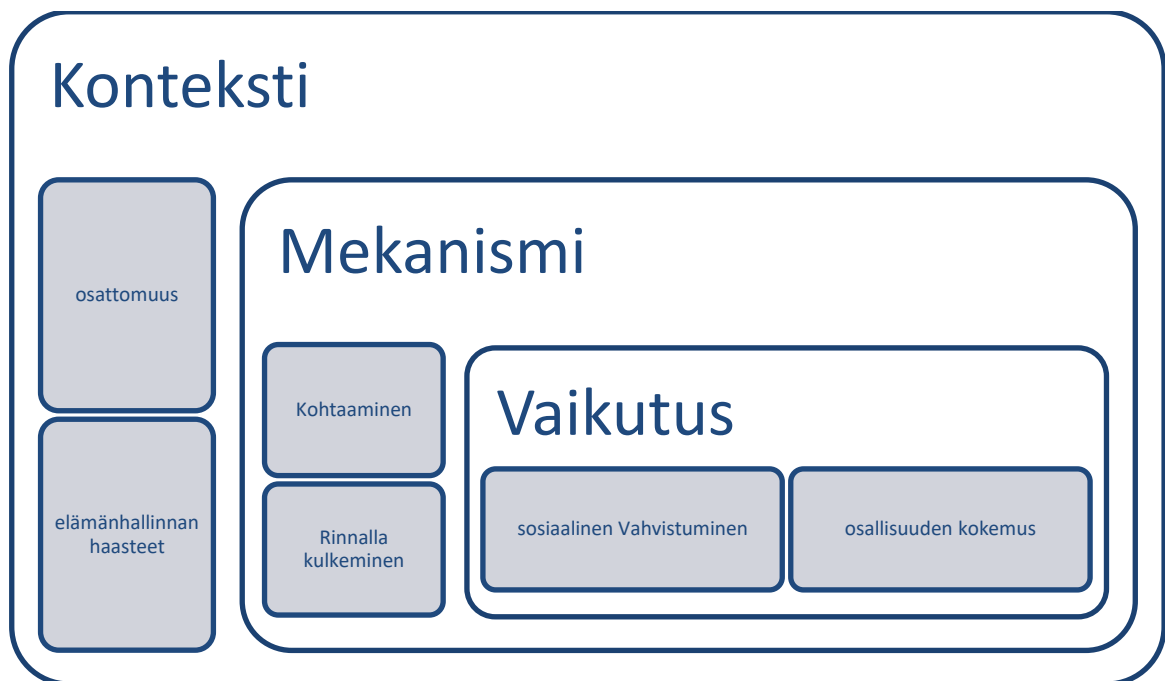 Konteksti
osattomuus
elämänhallinnan
haasteet
Mekanismi
Kohtaaminen
Rinnalla
kulkeminen
Vaikutus
sosiaalinen Vahvistuminen
osallisuuden kokemus